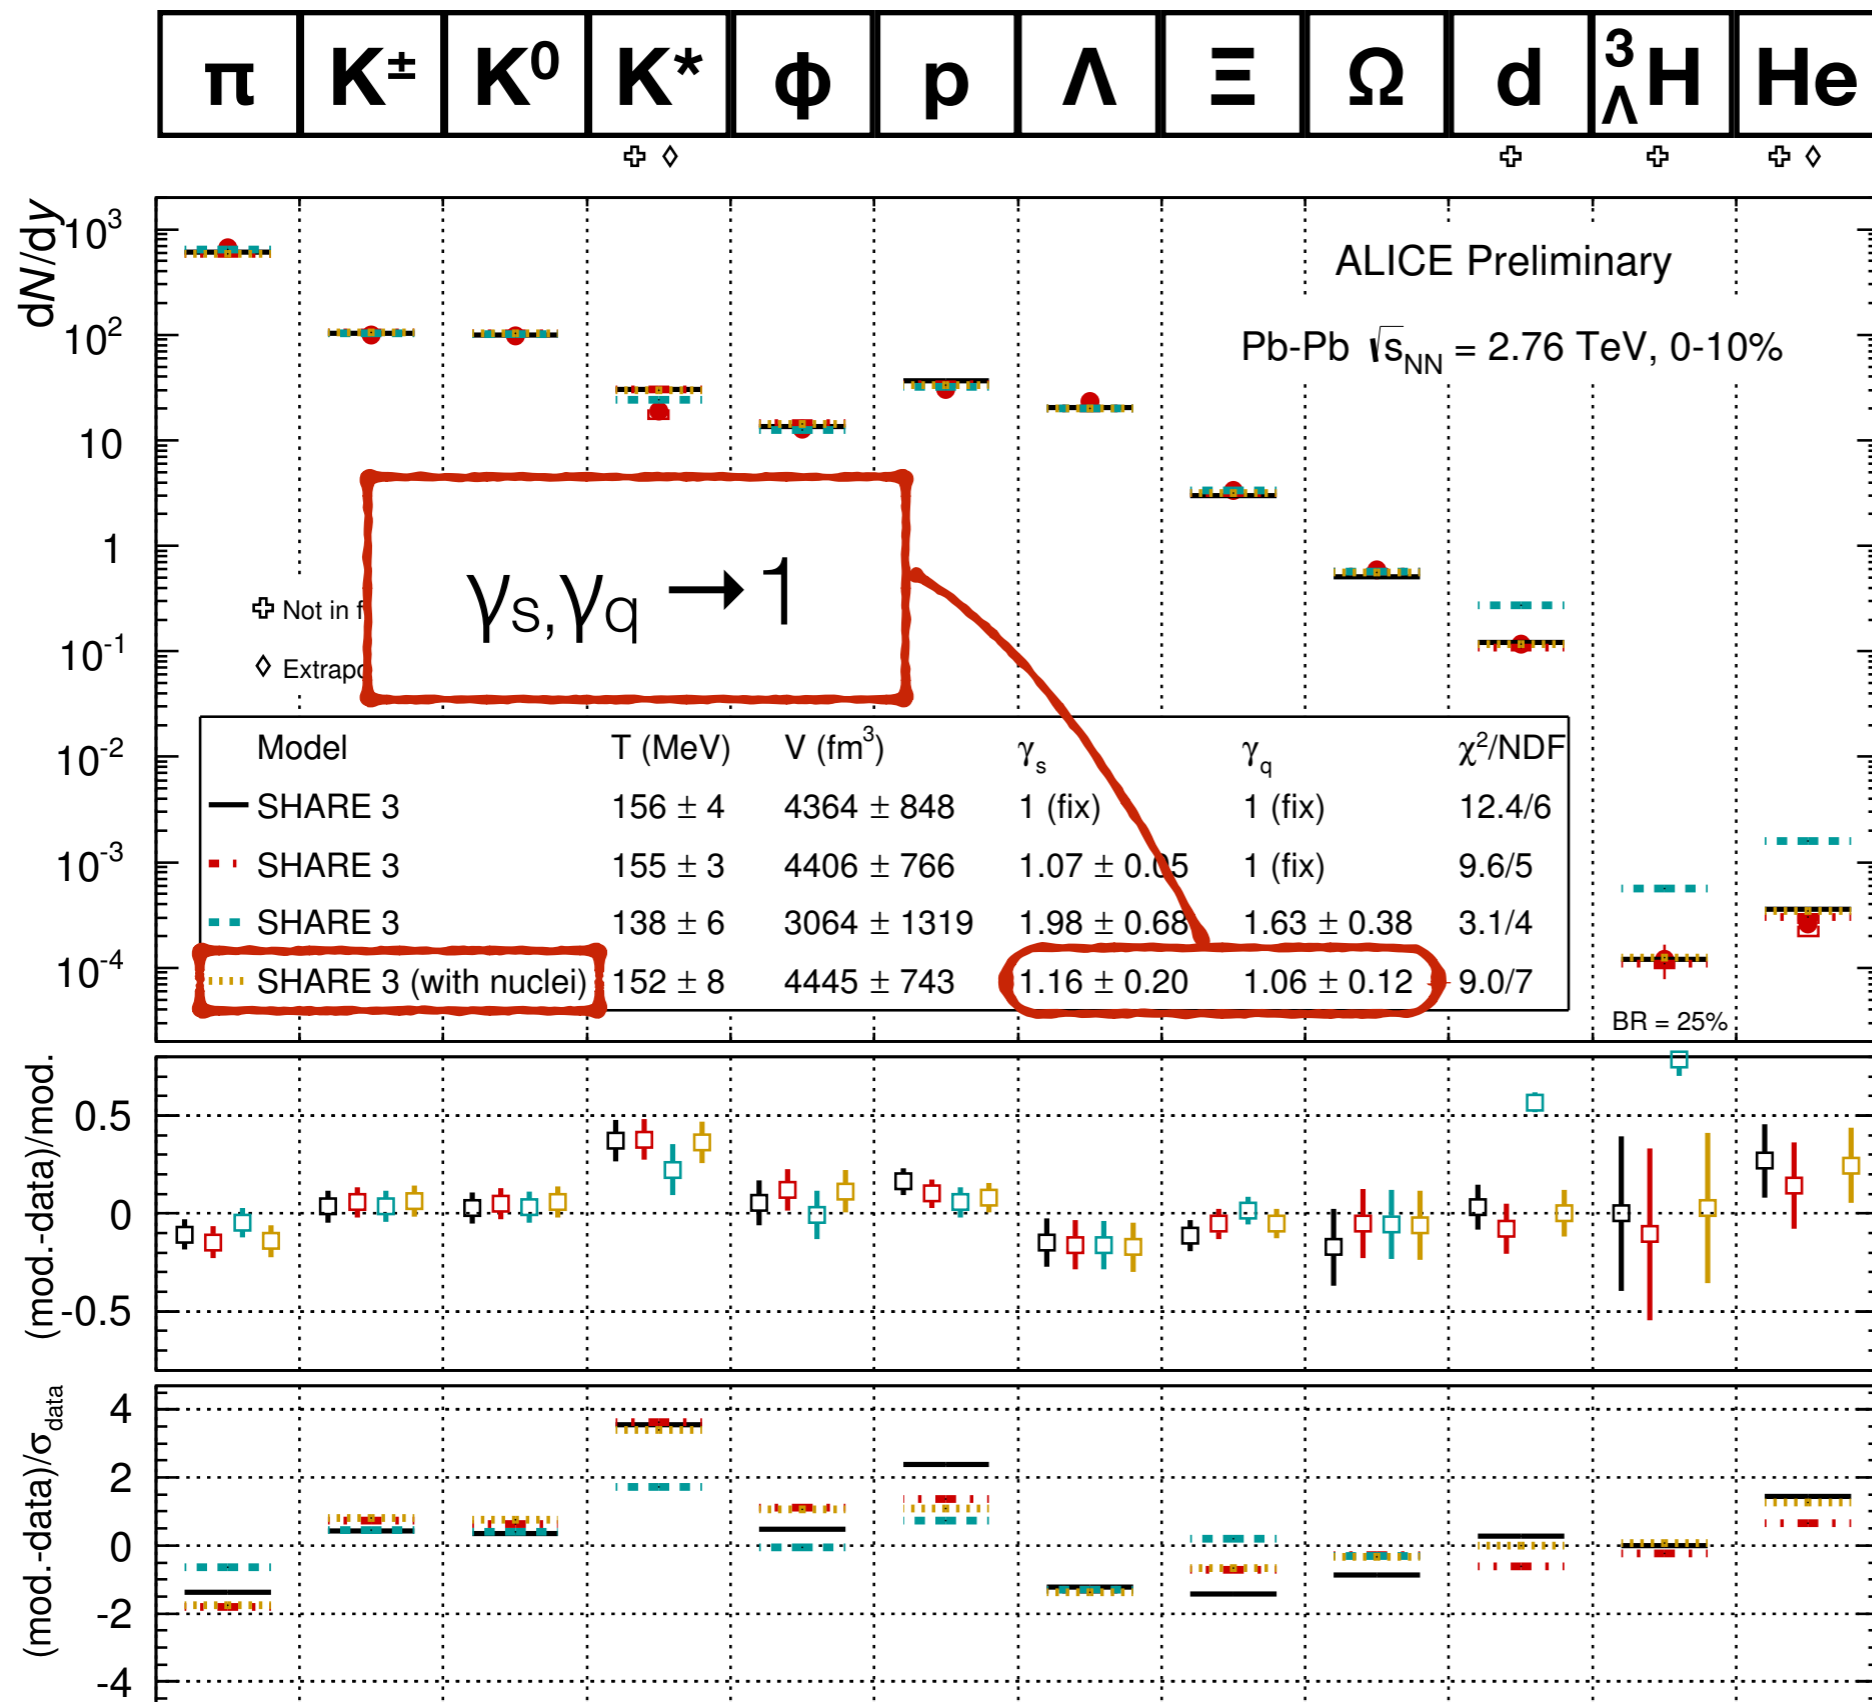 π K± K⁰ K* ϕ p Λ Ξ Ω d ³ΛH He
dN/dy
10³
10²
10
1
10⁻¹
10⁻²
10⁻³
10⁻⁴
ALICE Preliminary
Pb-Pb √sNN = 2.76 TeV, 0-10%
γs,γq →1
Not in
Model T (MeV) V (fm³) γs γq χ²/NDF
SHARE 3 156 ± 4 4364 ± 848 1 (fix) 1 (fix) 12.4/6
SHARE 3 155 ± 3 4406 ± 766 1.07 ± 0.05 1 (fix) 9.6/5
SHARE 3 138 ± 6 3064 ± 1319 1.98 ± 0.68 1.63 ± 0.38 3.1/4
SHARE 3 (with nuclei) 152 ± 8 4445 ± 743 1.16 ± 0.20 1.06 ± 0.12 9.0/7
BR = 25%
(mod.-data)/mod.
0.5
0
-0.5
(mod.-data)/σdata
4
2
0
-2
-4